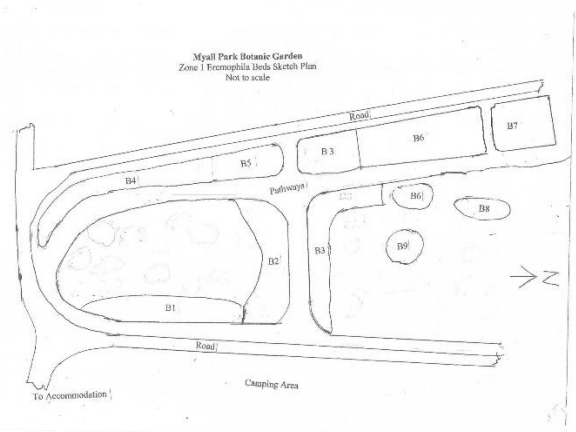 Myall Park Botanic Garden
Zone 1 Eremophila Beds Sketch Plan
Not to scale
Road
B7
B6
B3
B5
B4
Pathways
B6
B8
B3
B9
B2
N
B1
Road
Camping Area
To Accommodation